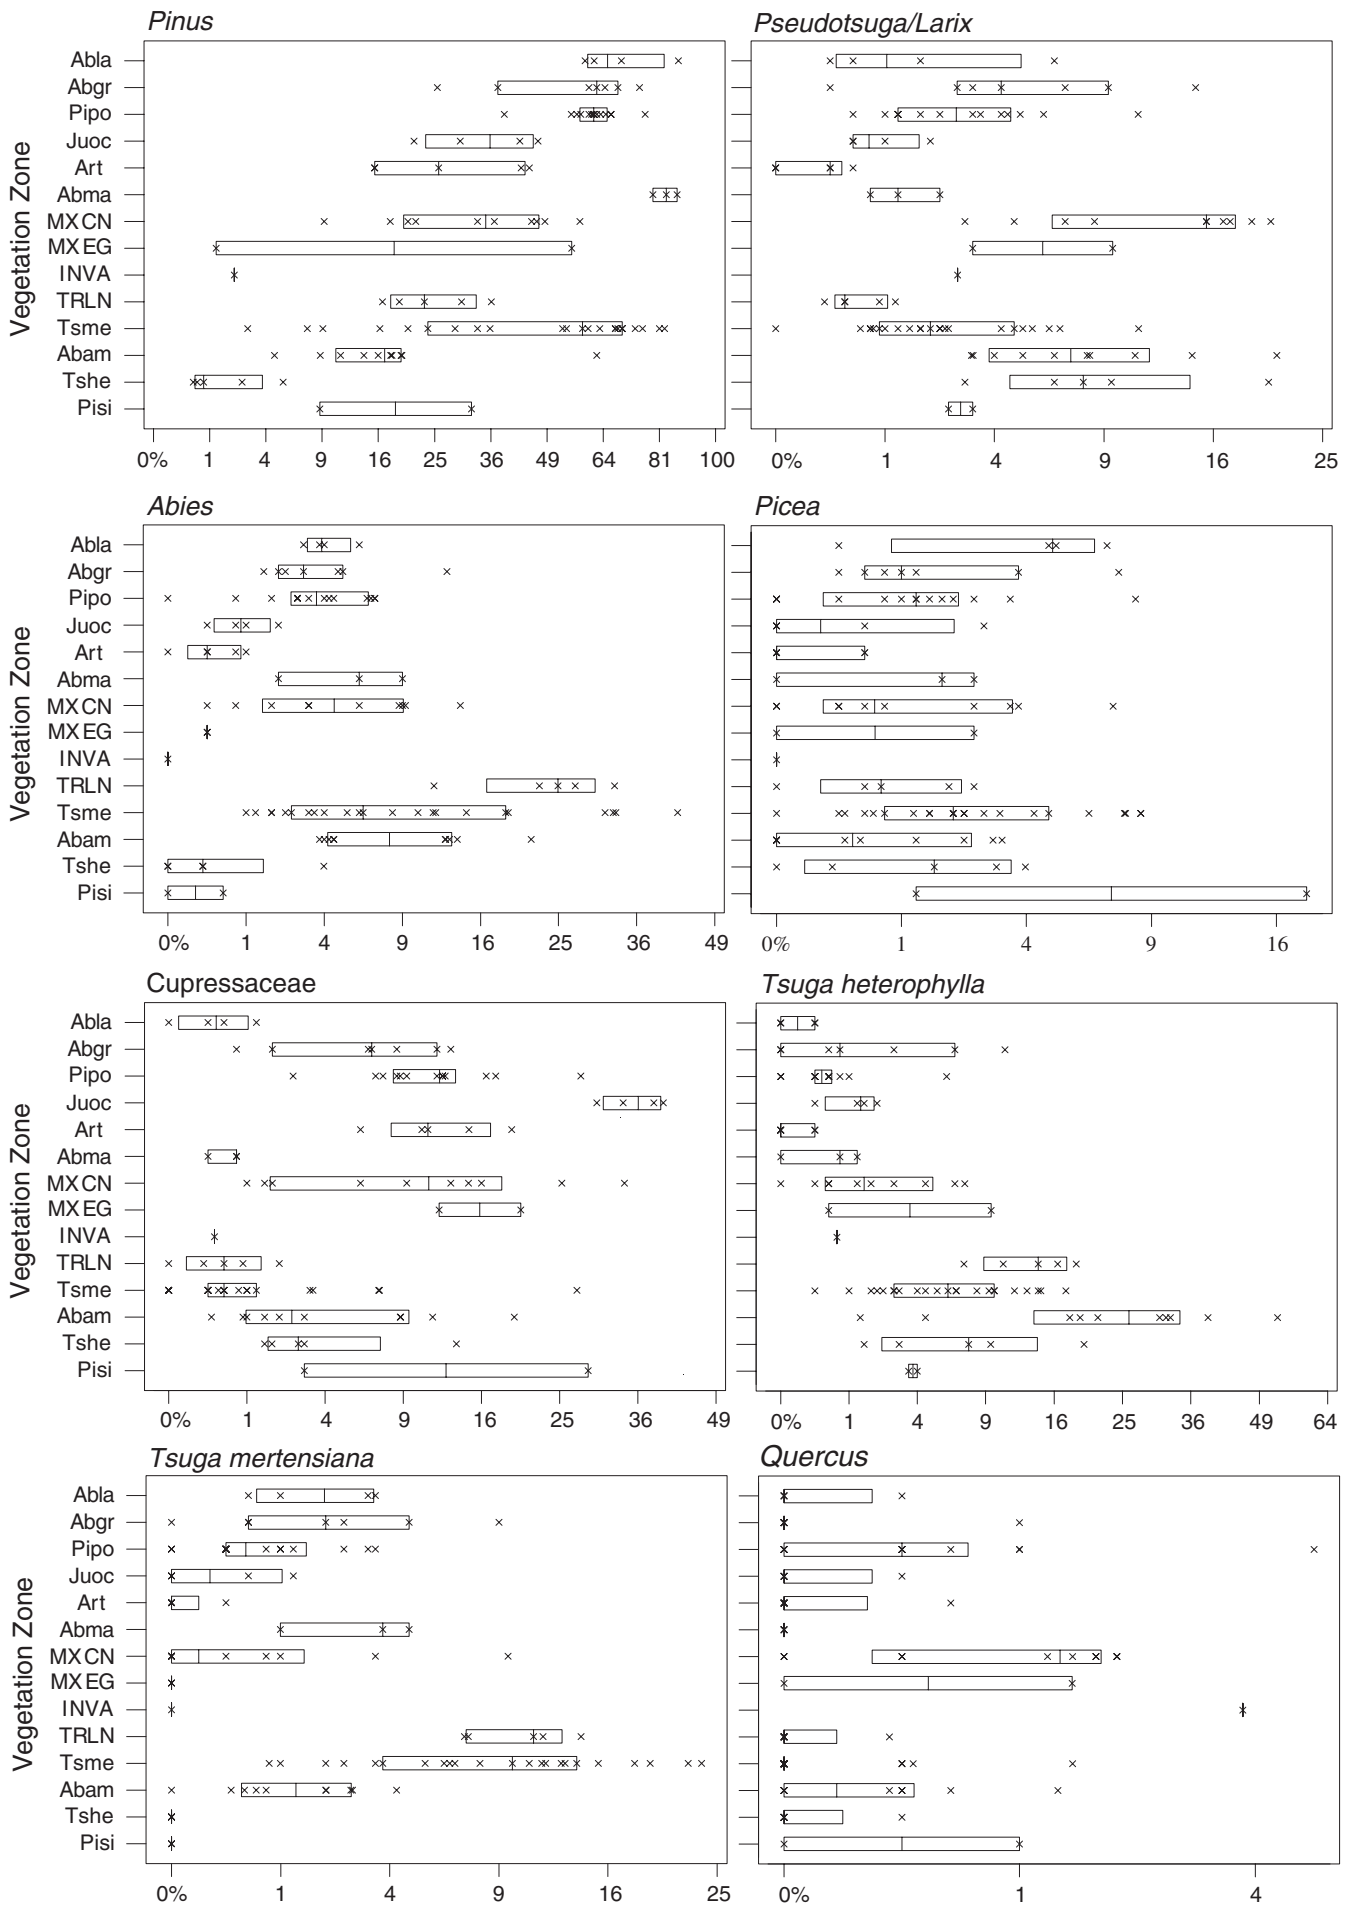 Pinus
Pseudotsuga/Larix
Vegetation Zone
Abla
Abgr
Pipo
Juoc
Art
Abma
MX CN
MX EG
INVA
TRLN
Tsme
Abam
Tshe
Pisi
0% 1 4 9 16 25 36 49 64 81 100
0% 1 4 9 16 25
Abies
Picea
Vegetation Zone
Abla
Abgr
Pipo
Juoc
Art
Abma
MX CN
MX EG
INVA
TRLN
Tsme
Abam
Tshe
Pisi
0% 1 4 9 16 25 36 49
0% 1 4 9 16
Cupressaceae
Tsuga heterophylla
Vegetation Zone
Abla
Abgr
Pipo
Juoc
Art
Abma
MX CN
MX EG
INVA
TRLN
Tsme
Abam
Tshe
Pisi
0% 1 4 9 16 25 36 49
0% 1 4 9 16 25 36 49 64
Tsuga mertensiana
Quercus
Vegetation Zone
Abla
Abgr
Pipo
Juoc
Art
Abma
MX CN
MX EG
INVA
TRLN
Tsme
Abam
Tshe
Pisi
0% 1 4 9 16 25
0% 1 4